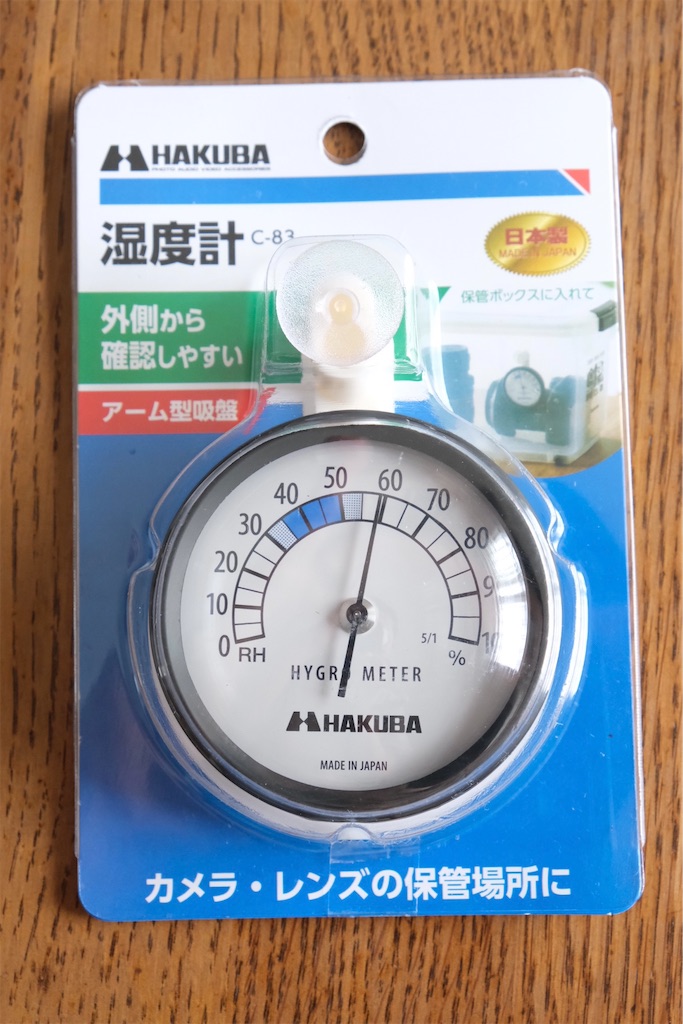 HAKUBA
湿度計 C-83
日本製
MADE IN JAPAN
外側から
確認しやすい
アーム型吸盤
保管ボックスに入れて
0
10
20
30
40
50
60
70
80
RH
5/1
%
HYGRO METER
HAKUBA
MADE IN JAPAN
カメラ・レンズの保管場所に